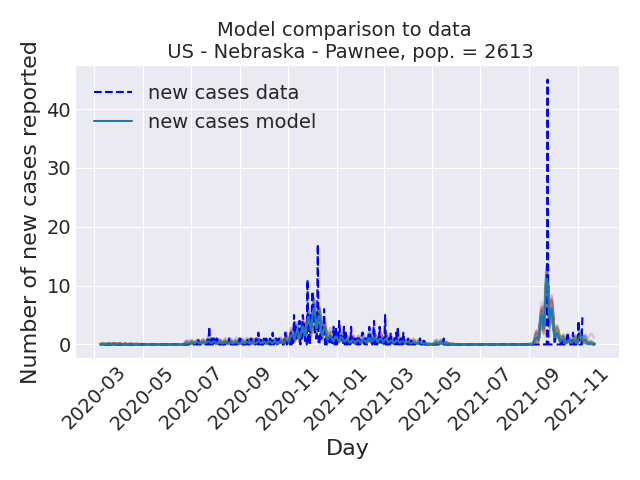 Model comparison to data
US - Nebraska - Pawnee, pop. = 2613
Number of new cases reported
40
30
20
10
0
new cases data
new cases model
2020-03
2020-05
2020-07
2020-09
2020-11
2021-01
2021-03
2021-05
2021-07
2021-09
2021-11
Day